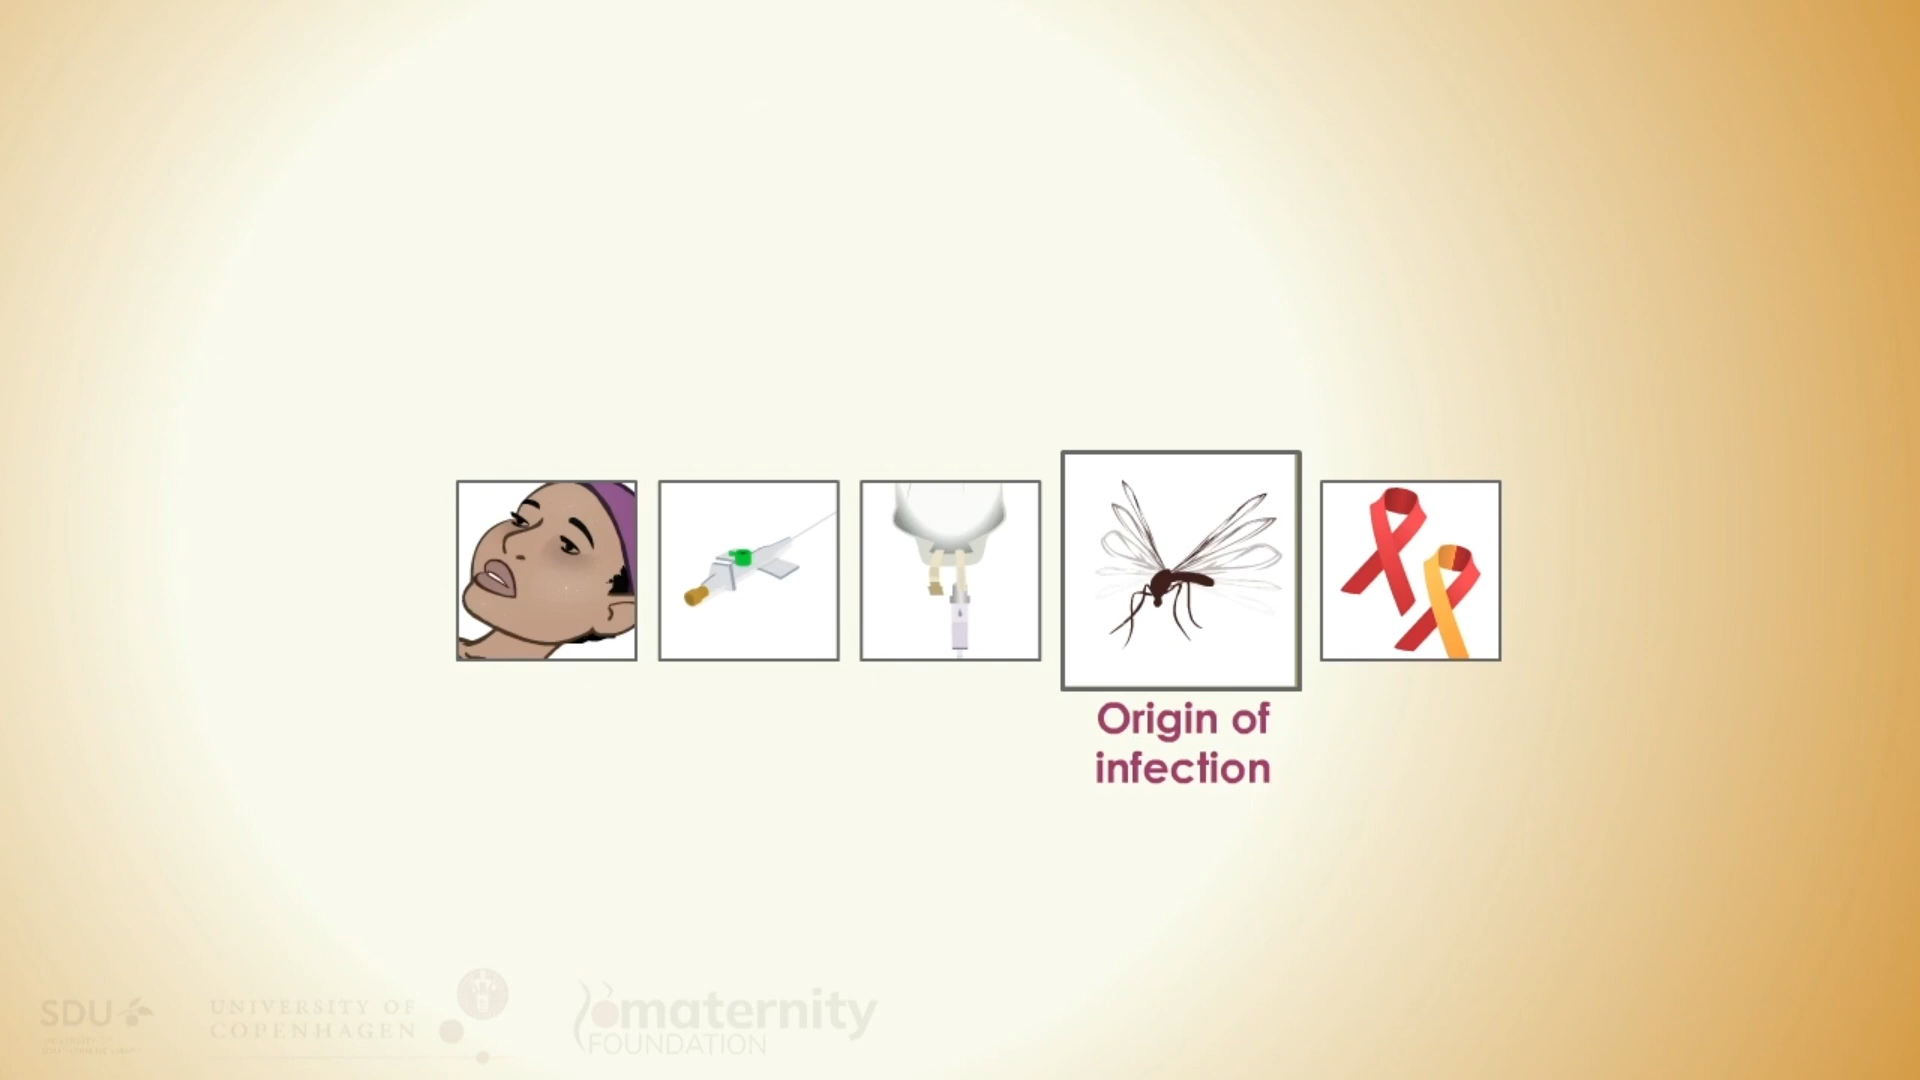 Origin of
infection
SDU
UNIVERSITY OF
COPENHAGEN
maternity
FOUNDATION